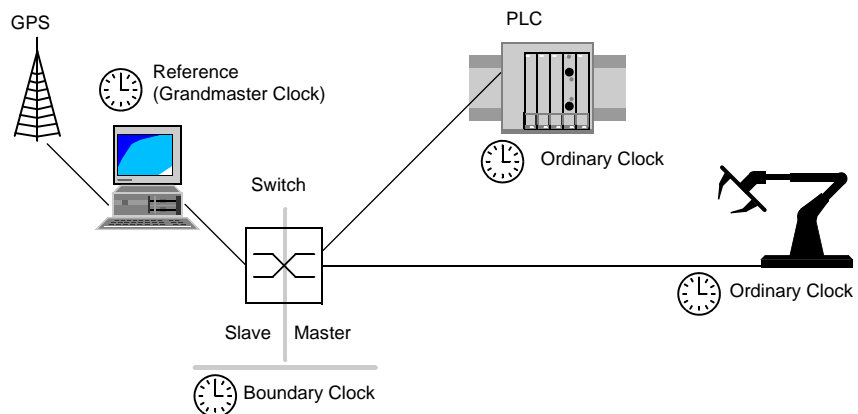 GPS
PLC
Reference
(Grandmaster Clock)
Ordinary Clock
Switch
Ordinary Clock
Slave
Master
Boundary Clock